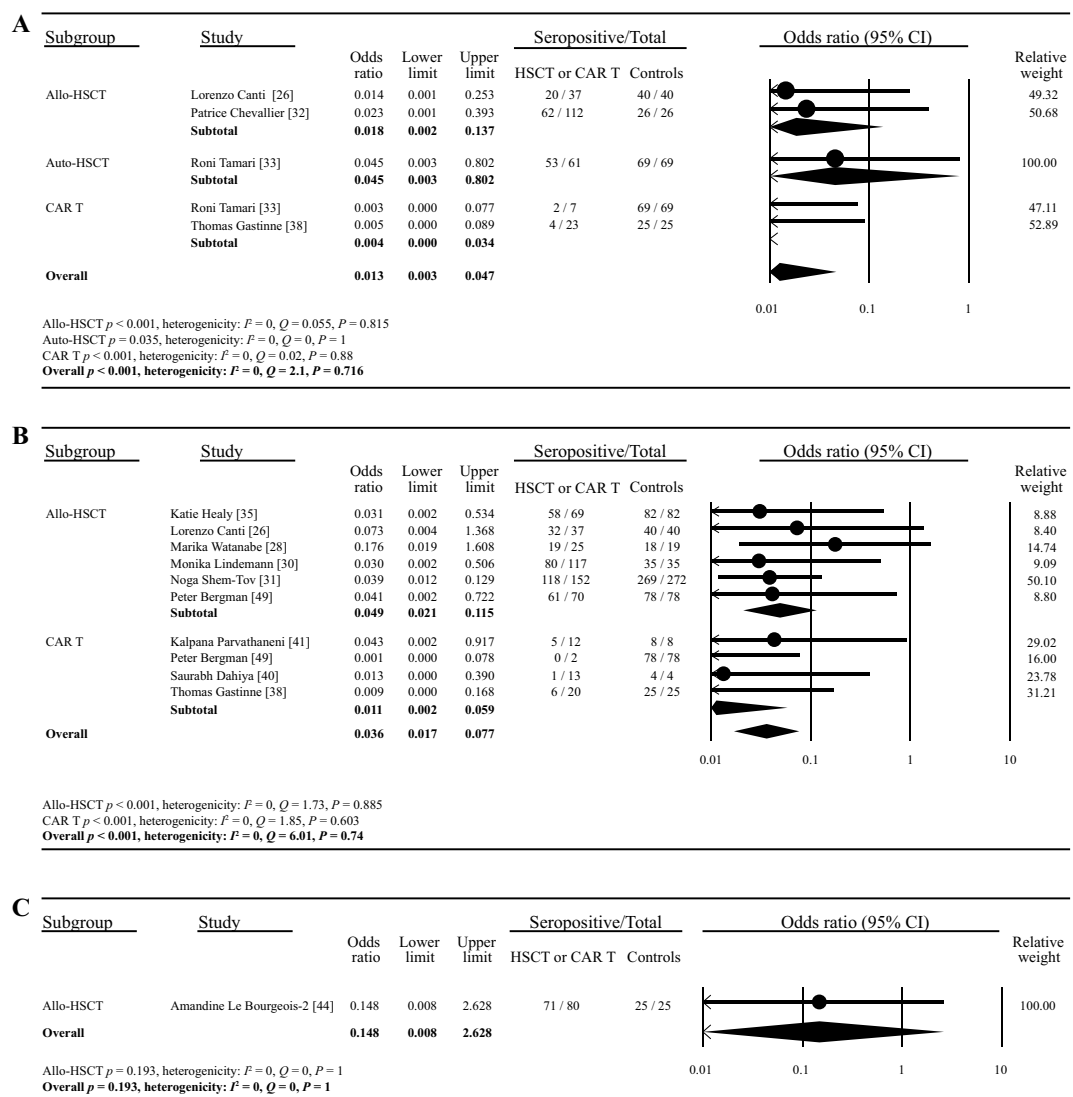 A
Subgroup Study Seropositive/Total Odds ratio (95% CI)
Odds Lower Upper Relative
ratio limit limit HSCT or CAR T Controls weight
Allo-HSCT Lorenzo Canti [26] 0.014 0.001 0.253 20 / 37 40 / 40 49.32
Patrice Chevallier [32] 0.023 0.001 0.393 62 / 112 26 / 26 50.68
Subtotal 0.018 0.002 0.137
Auto-HSCT Roni Tamari [33] 0.045 0.003 0.802 53 / 61 69 / 69 100.00
Subtotal 0.045 0.003 0.802
CAR T Roni Tamari [33] 0.003 0.000 0.077 2 / 7 69 / 69 47.11
Thomas Gastinne [38] 0.005 0.000 0.089 4 / 23 25 / 25 52.89
Subtotal 0.004 0.000 0.034
Overall 0.013 0.003 0.047
0.01 0.1 1
Allo-HSCT p < 0.001, heterogenicity: I² = 0, Q = 0.055, P = 0.815
Auto-HSCT p = 0.035, heterogenicity: I² = 0, Q = 0, P = 1
CAR T p < 0.001, heterogenicity: I² = 0, Q = 0.02, P = 0.88
Overall p < 0.001, heterogenicity: I² = 0, Q = 2.1, P = 0.716
B
Subgroup Study Seropositive/Total Odds ratio (95% CI)
Odds Lower Upper Relative
ratio limit limit HSCT or CAR T Controls weight
Allo-HSCT Katie Healy [35] 0.031 0.002 0.534 58 / 69 82 / 82 8.88
Lorenzo Canti [26] 0.073 0.004 1.368 32 / 37 40 / 40 8.40
Marika Watanabe [28] 0.176 0.019 1.608 19 / 25 18 / 19 14.74
Monika Lindemann [30] 0.030 0.002 0.506 80 / 117 35 / 35 9.09
Noga Shem-Tov [31] 0.039 0.012 0.129 118 / 152 269 / 272 50.10
Peter Bergman [49] 0.041 0.002 0.722 61 / 70 78 / 78 8.80
Subtotal 0.049 0.021 0.115
CAR T Kalpana Parvathaneni [41] 0.043 0.002 0.917 5 / 12 8 / 8 29.02
Peter Bergman [49] 0.001 0.000 0.078 0 / 2 78 / 78 16.00
Saurabh Dahiya [40] 0.013 0.000 0.390 1 / 13 4 / 4 23.78
Thomas Gastinne [38] 0.009 0.000 0.168 6 / 20 25 / 25 31.21
Subtotal 0.011 0.002 0.059
Overall 0.036 0.017 0.077
0.01 0.1 1 10
Allo-HSCT p < 0.001, heterogenicity: I² = 0, Q = 1.73, P = 0.885
CAR T p < 0.001, heterogenicity: I² = 0, Q = 1.85, P = 0.603
Overall p < 0.001, heterogenicity: I² = 0, Q = 6.01, P = 0.74
C
Subgroup Study Seropositive/Total Odds ratio (95% CI)
Odds Lower Upper Relative
ratio limit limit HSCT or CAR T Controls weight
Allo-HSCT Amandine Le Bourgeois-2 [44] 0.148 0.008 2.628 71 / 80 25 / 25 100.00
Overall 0.148 0.008 2.628
0.01 0.1 1 10
Allo-HSCT p = 0.193, heterogenicity: I² = 0, Q = 0, P = 1
Overall p = 0.193, heterogenicity: I² = 0, Q = 0, P = 1